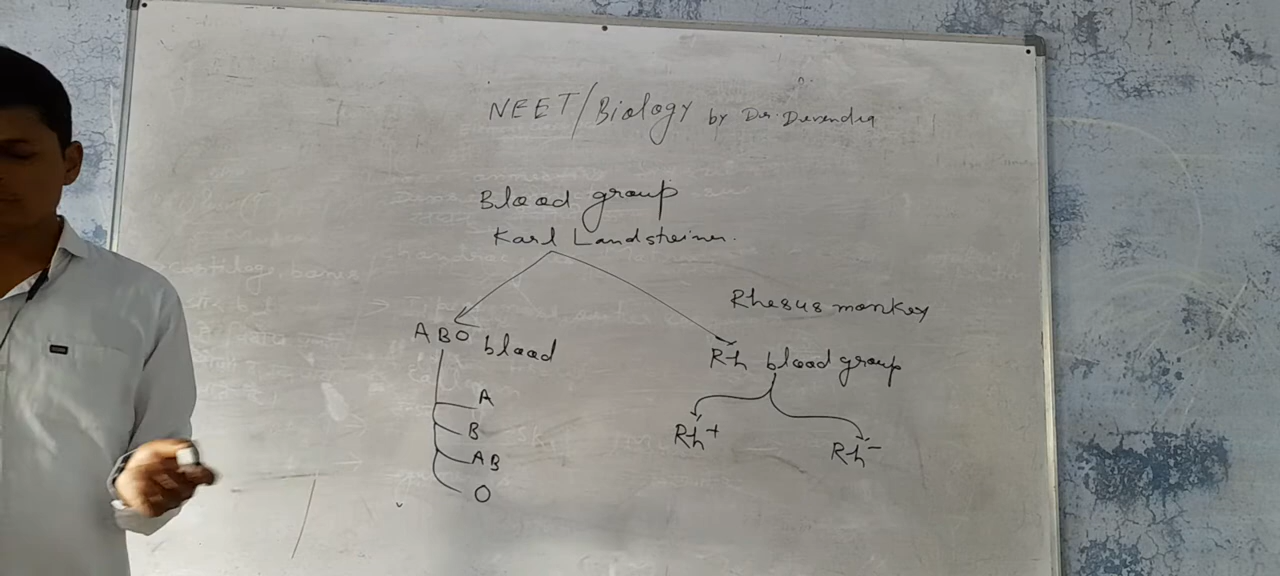 NEET/Biology by Dr. Devendra
Blood group
Karl Landsteiner.
Rhesus monkey
ABO blood
Rh blood group
A
B
AB
O
Rh+
Rh-